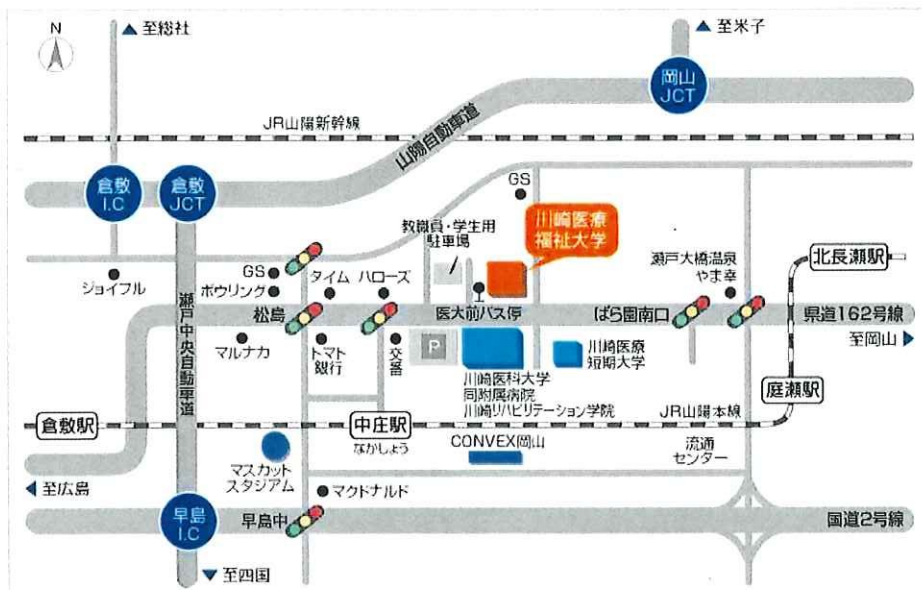 N
至総社
至米子
岡山
JCT
JR山陽新幹線
山陽自動車道
倉敷
I.C
倉敷
JCT
GS
川崎医療
福祉大学
教職員・学生用
駐車場
瀬戸大橋温泉
やま幸
北長瀬駅
ジョイフル
GS
ボウリング
タイム
ハローズ
松島
医大前バス停
ばら園南口
県道162号線
至岡山
瀬戸中央自動車道
マルナカ
トマト
銀行
交番
P
川崎医療
短期大学
川崎医科大学
同附属病院
川崎リハビリテーション学院
JR山陽本線
庭瀬駅
倉敷駅
中庄駅
なかしょう
CONVEX岡山
流通
センター
マスカット
スタジアム
至広島
マクドナルド
早島
I.C
早島中
国道2号線
至四国